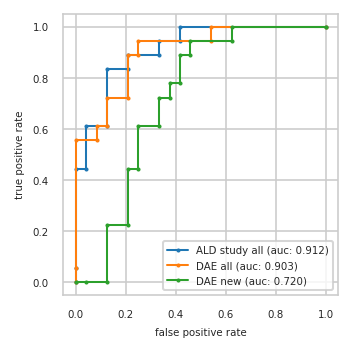 1.0
0.8
0.6
0.4
0.2
0.0
true positive rate
ALD study all (auc: 0.912)
DAE all (auc: 0.903)
DAE new (auc: 0.720)
0.0 0.2 0.4 0.6 0.8 1.0
false positive rate